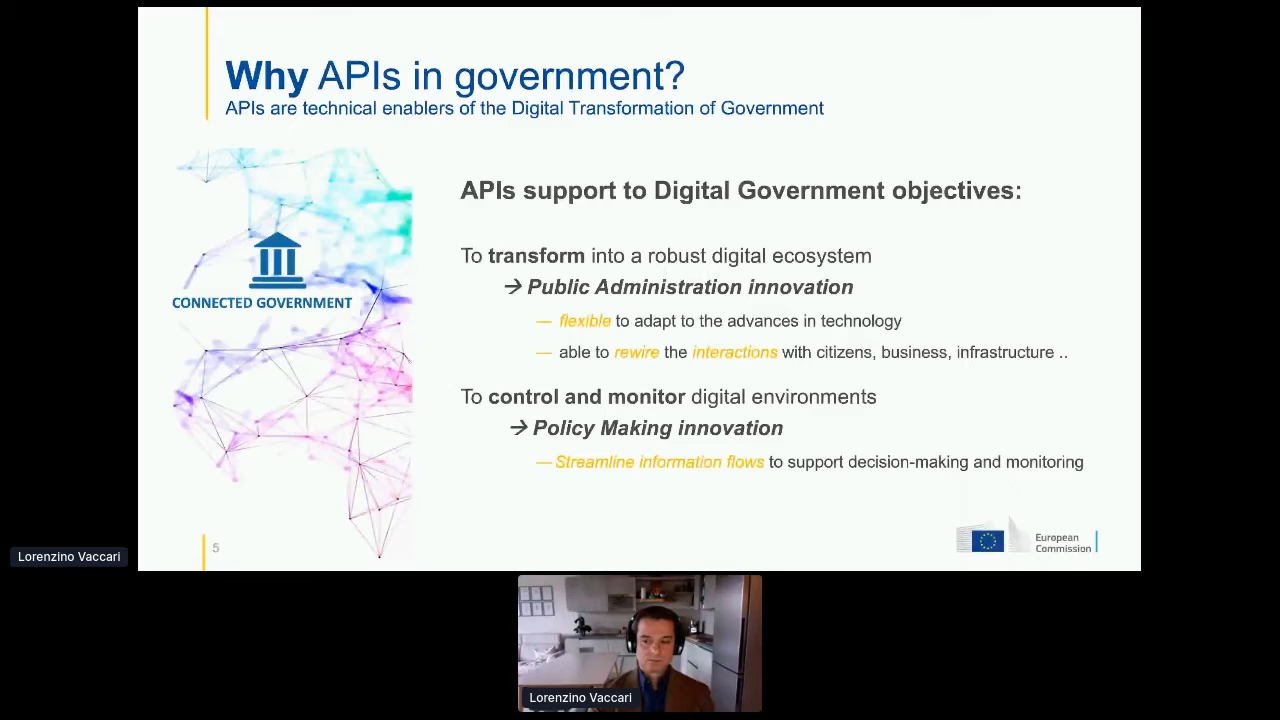 Why APIs in government?
APIs are technical enablers of the Digital Transformation of Government
CONNECTED GOVERNMENT
APIs support to Digital Government objectives:
To transform into a robust digital ecosystem
→ Public Administration innovation
— flexible to adapt to the advances in technology
— able to rewire the interactions with citizens, business, infrastructure ..
To control and monitor digital environments
→ Policy Making innovation
— Streamline information flows to support decision-making and monitoring
5
European
Commission
Lorenzino Vaccari
Lorenzino Vaccari